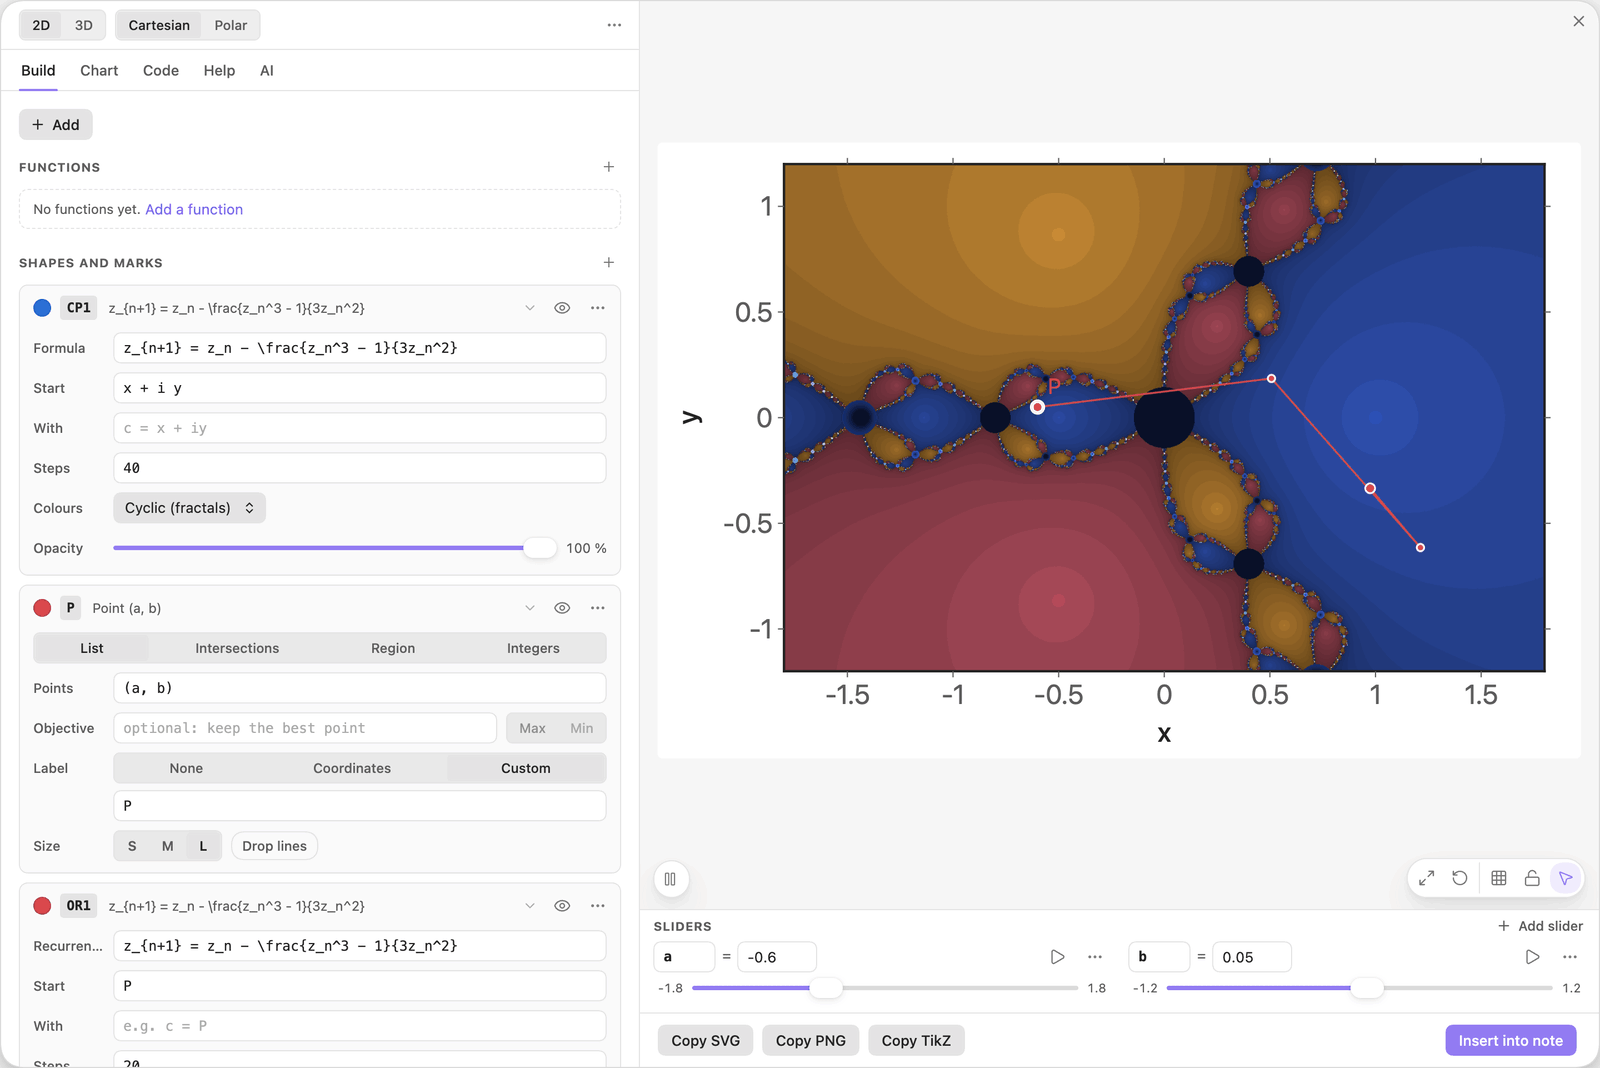 2D 3D Cartesian Polar
Build Chart Code Help AI
+ Add
FUNCTIONS
No functions yet. Add a function
SHAPES AND MARKS
CP1 z_{n+1} = z_n - \frac{z_n^3 - 1}{3z_n^2}
Formula z_{n+1} = z_n - \frac{z_n^3 - 1}{3z_n^2}
Start x + i y
With c = x + iy
Steps 40
Colours Cyclic (fractals)
Opacity 100 %
P Point (a, b)
List Intersections Region Integers
Points (a, b)
Objective optional: keep the best point Max Min
Label None Coordinates Custom
P
Size S M L Drop lines
OR1 z_{n+1} = z_n - \frac{z_n^3 - 1}{3z_n^2}
Recurren... z_{n+1} = z_n - \frac{z_n^3 - 1}{3z_n^2}
Start P
With e.g. c = P
Steps 20
1
0.5
0
-0.5
-1
y
P
-1.5 -1 -0.5 0 0.5 1 1.5
x
SLIDERS + Add slider
a = -0.6 b = 0.05
-1.8 1.8 -1.2 1.2
Copy SVG Copy PNG Copy TikZ Insert into note